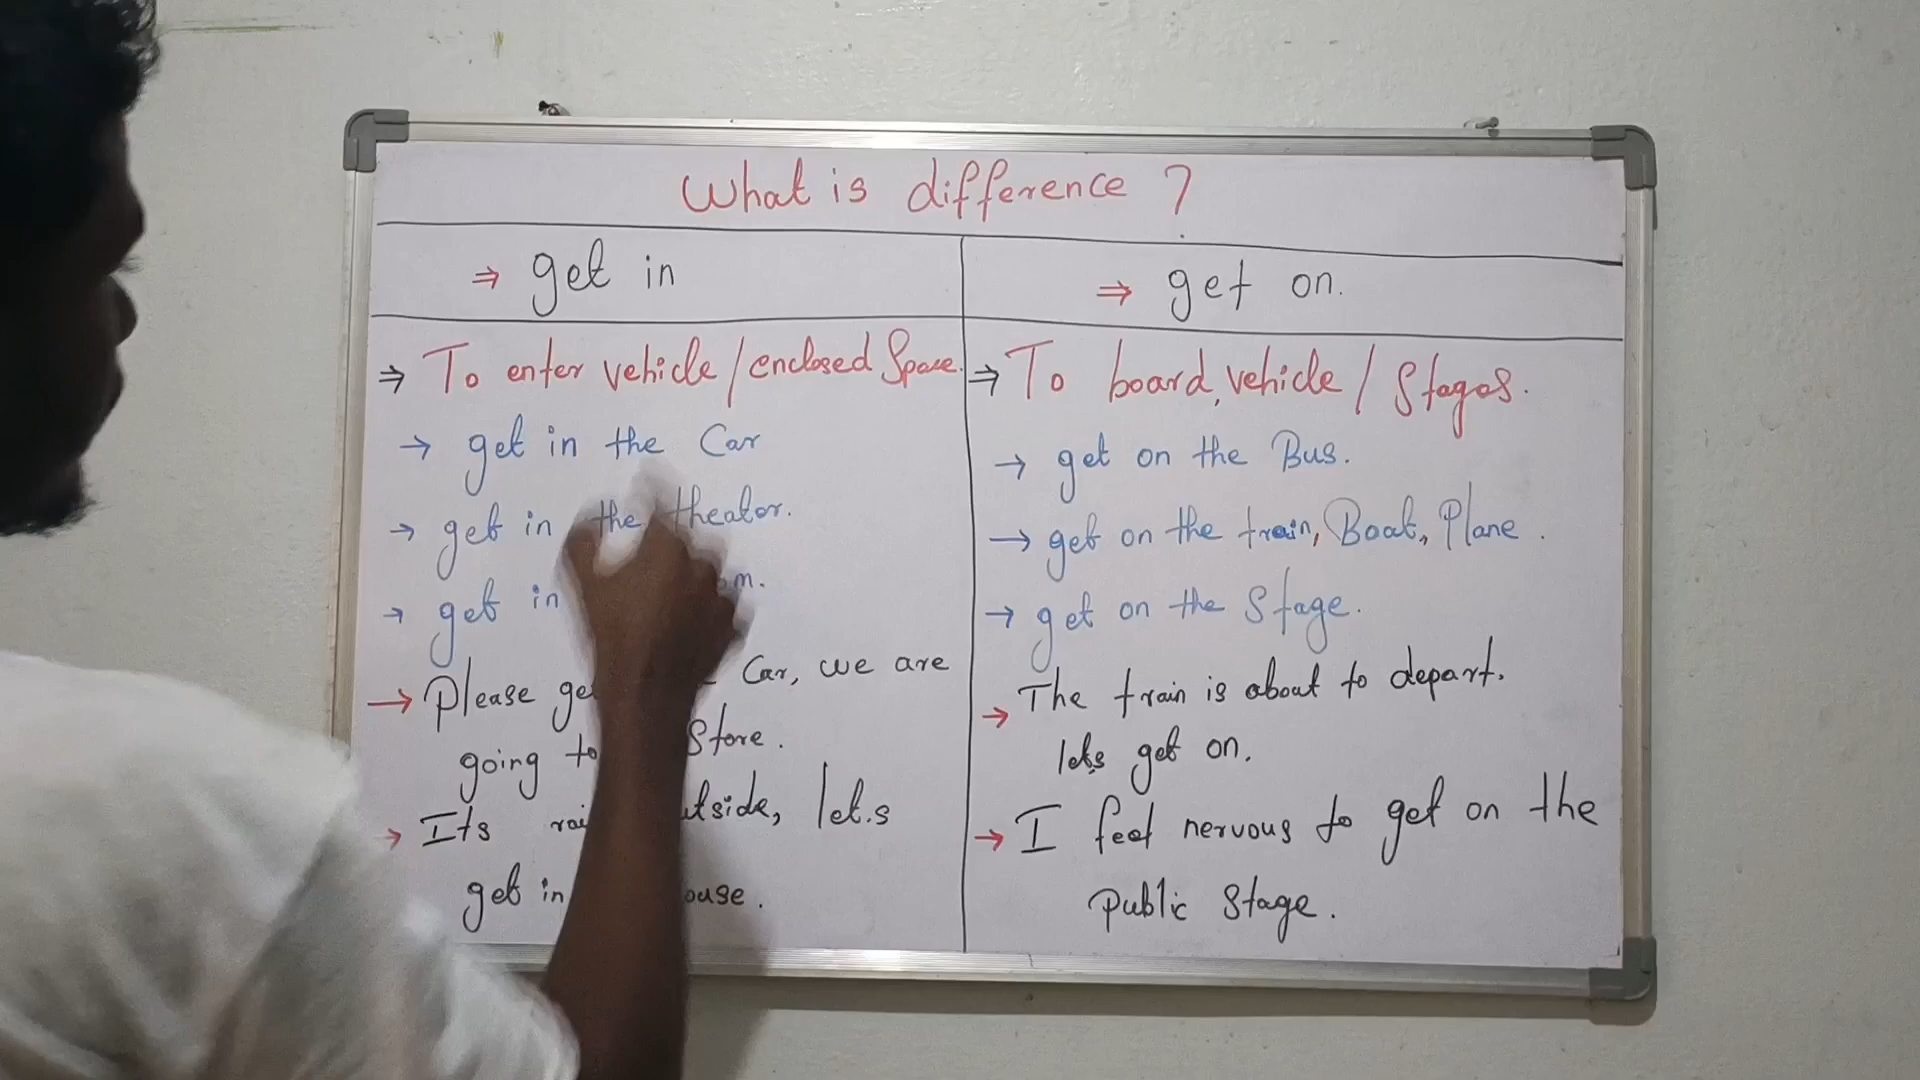 What is difference ?
⇒ get in
⇒ get on.
⇒ To enter vehicle / enclosed Space.
→ get in the Car
→ get in the theator.
→ get in
→ Please Car, we are
going to Store.
→ Its let.s
get in
⇒ To board, vehicle / Stages.
→ get on the Bus.
→ get on the train, Boat, Plane.
→ get on the Stage.
→ The train is about to depart.
lets get on.
→ I feel nervous to get on the
Public Stage.